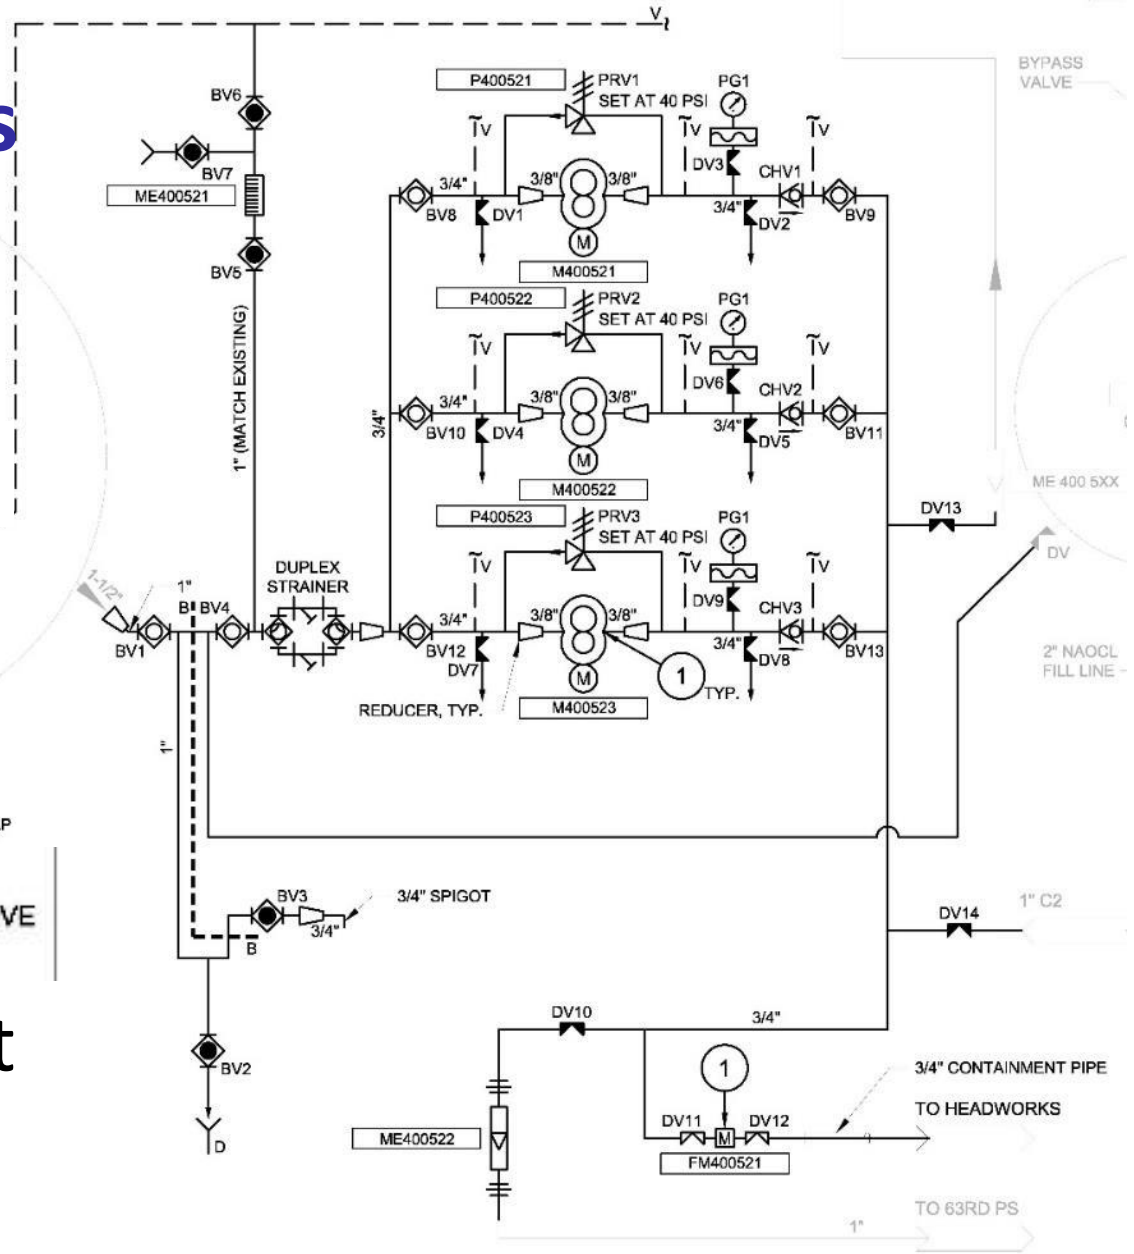 V
s
BYPASS
VALVE
P400521
PRV1
SET AT 40 PSI
PG1
BV6
BV7
ME400521
V
V
V
DV3
CHV1
3/4"
3/8"
3/8"
3/4"
BV8
DV1
DV2
BV9
M
M400521
BV5
P400522
PRV2
SET AT 40 PSI
PG1
1" (MATCH EXISTING)
V
V
V
DV6
CHV2
3/4"
3/4"
3/8"
3/8"
3/4"
BV10
DV4
DV5
BV11
M
M400522
ME 400 5XX
P400523
PRV3
SET AT 40 PSI
PG1
DV13
DV
DUPLEX
STRAINER
V
V
V
1-1/2"
1"
B
BV4
BV1
DV9
CHV3
3/4"
3/8"
3/8"
3/4"
BV12
DV7
DV8
BV13
M
1
TYP.
M400523
REDUCER, TYP.
2" NAOCL
FILL LINE
1"
P
VE
BV3
3/4"
3/4" SPIGOT
B
DV14
1" C2
t
BV2
D
DV10
3/4"
1
3/4" CONTAINMENT PIPE
TO HEADWORKS
DV11
M
DV12
FM400521
ME400522
TO 63RD PS
1"